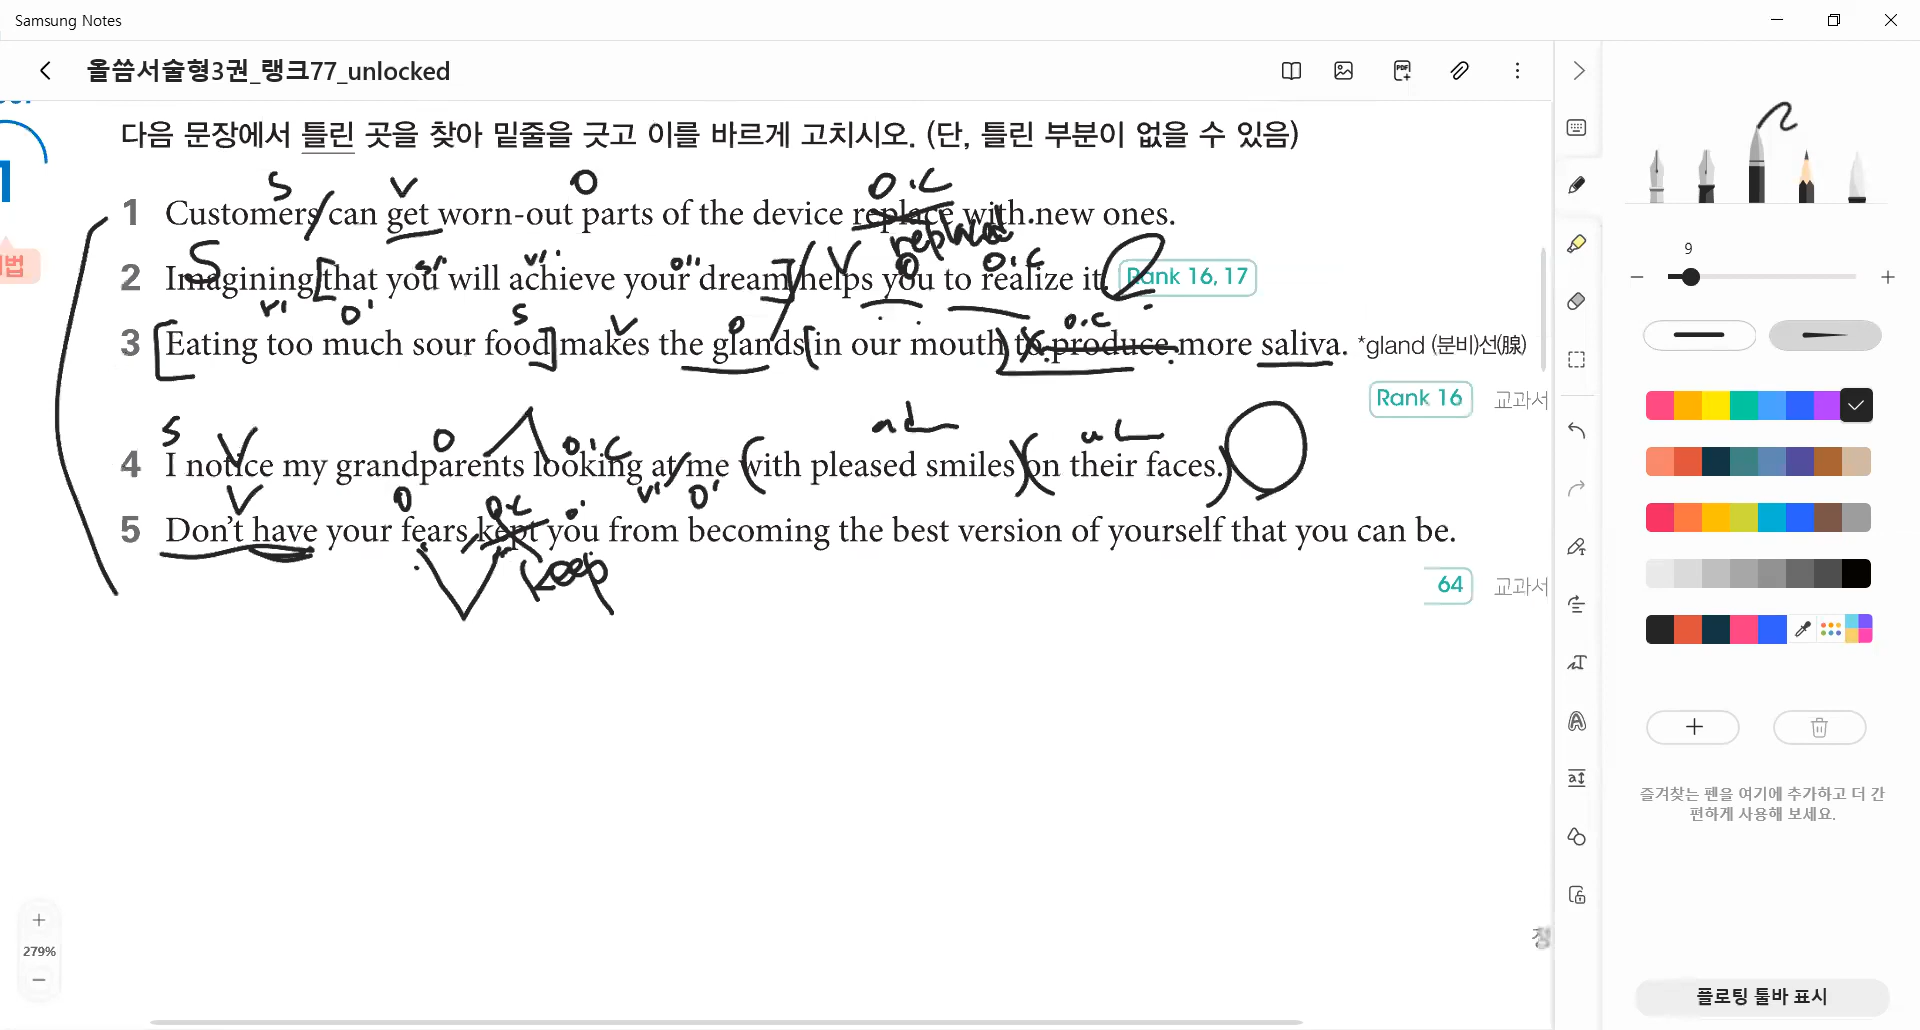 Samsung Notes
올씀서술형3권_랭크77_unlocked
다음 문장에서 틀린 곳을 찾아 밑줄을 긋고 이를 바르게 고치시오. (단, 틀린 부분이 없을 수 있음)
S V O O.C
1 Customers/can get worn-out parts of the device replace with new ones.
replaced
S s'' v'' o'' V O O.C
2 Imagining [that you will achieve your dream]/helps you to realize it. Rank 16, 17
v' o' S V O O.C
3 [Eating too much sour food] makes the glands (in our mouth) to produce more saliva. *gland (분비)선(腺)
Rank 16 교과서
S V O O.C
4 I notice my grandparents looking at/me (with pleased smiles)(on their faces.)
V O O.C o' v' o'
5 Don't have your fears kept you from becoming the best version of yourself that you can be.
keep
64 교과서
9
279%
즐겨찾는 펜을 여기에 추가하고 더 간
편하게 사용해 보세요.
플로팅 툴바 표시